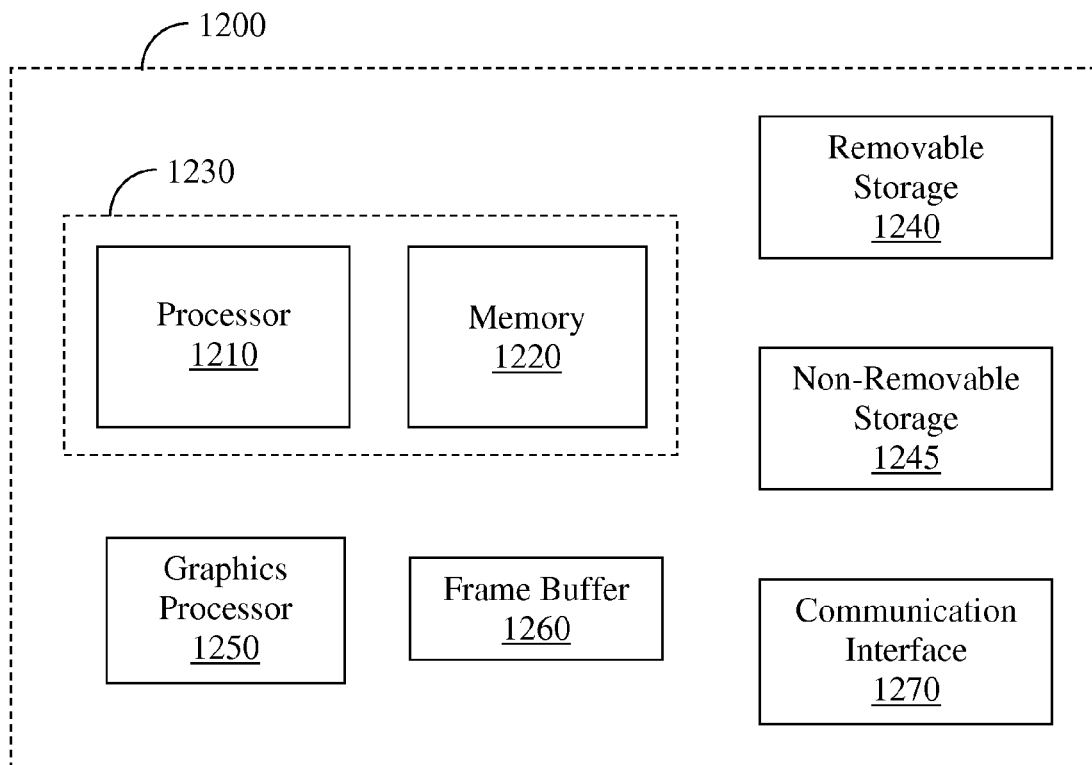 1200
1230
Processor
1210
Memory
1220
Removable
Storage
1240
Non-Removable
Storage
1245
Graphics
Processor
1250
Frame Buffer
1260
Communication
Interface
1270